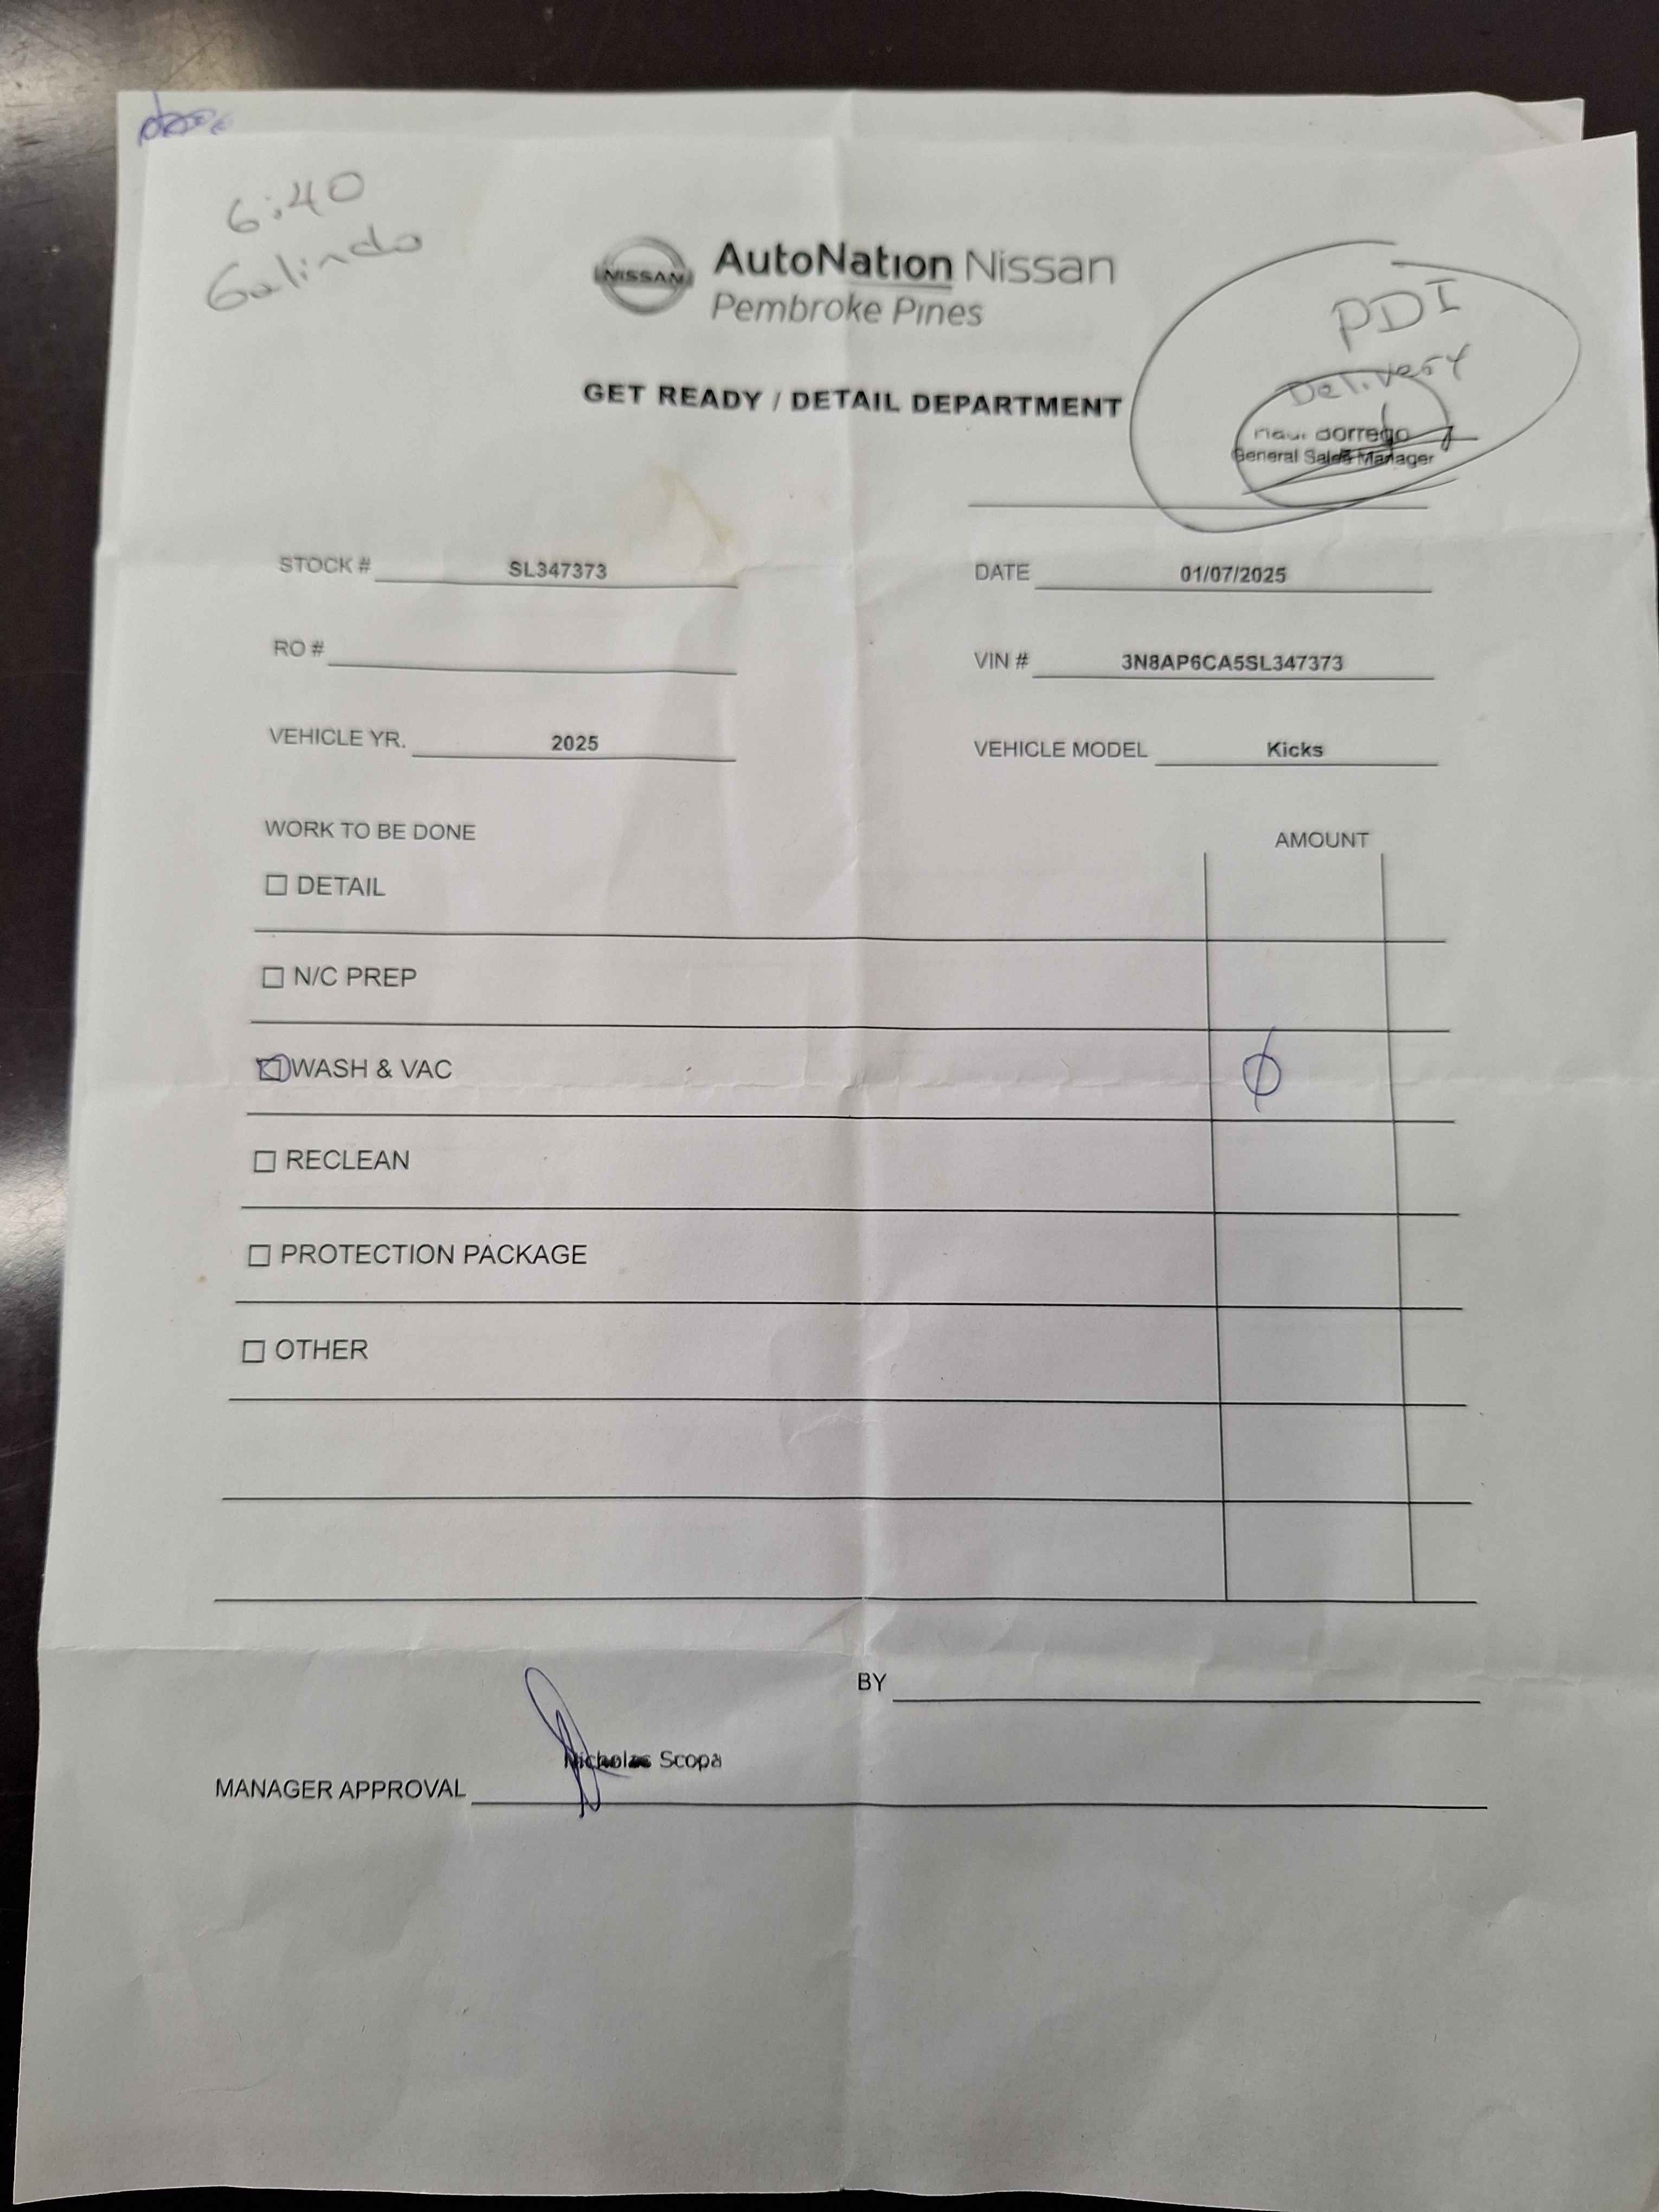 6:40
Galindo
NISSAN
AutoNation Nissan
Pembroke Pines
PDI
Delivery
Borrego
General Sales Manager
GET READY / DETAIL DEPARTMENT
STOCK # SL347373
DATE 01/07/2025
RO #
VIN # 3N8AP6CA5SL347373
VEHICLE YR. 2025
VEHICLE MODEL Kicks
WORK TO BE DONE
AMOUNT
DETAIL
N/C PREP
WASH & VAC ϕ
RECLEAN
PROTECTION PACKAGE
OTHER
BY
Nicholas Scopa
MANAGER APPROVAL